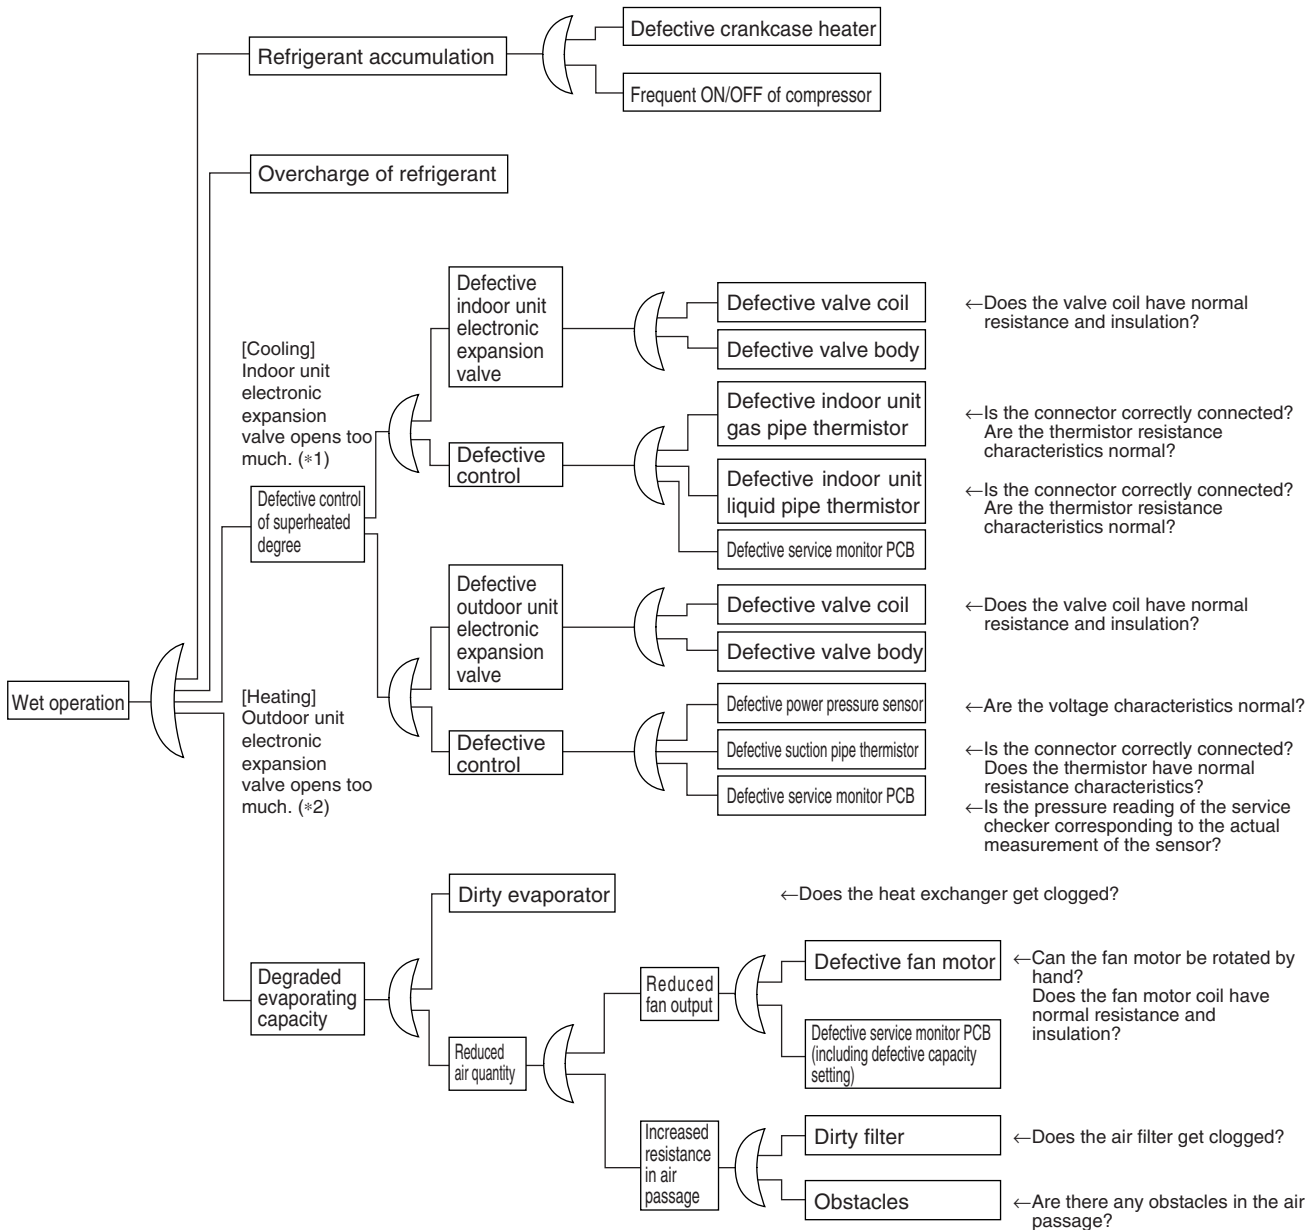 Refrigerant accumulation
Defective crankcase heater
Frequent ON/OFF of compressor
Overcharge of refrigerant
[Cooling]
Indoor unit
electronic
expansion
valve opens too
much. (*1)
Defective
indoor unit
electronic
expansion
valve
Defective valve coil
←Does the valve coil have normal
resistance and insulation?
Defective valve body
Defective
control
Defective indoor unit
gas pipe thermistor
←Is the connector correctly connected?
Are the thermistor resistance
characteristics normal?
Defective indoor unit
liquid pipe thermistor
←Is the connector correctly connected?
Are the thermistor resistance
characteristics normal?
Defective service monitor PCB
Defective control
of superheated
degree
Defective
outdoor unit
electronic
expansion
valve
Defective valve coil
←Does the valve coil have normal
resistance and insulation?
Defective valve body
Wet operation
[Heating]
Outdoor unit
electronic
expansion
valve opens too
much. (*2)
Defective
control
Defective power pressure sensor
←Are the voltage characteristics normal?
Defective suction pipe thermistor
←Is the connector correctly connected?
Does the thermistor have normal
resistance characteristics?
Defective service monitor PCB
←Is the pressure reading of the service
checker corresponding to the actual
measurement of the sensor?
Dirty evaporator
←Does the heat exchanger get clogged?
Degraded
evaporating
capacity
Reduced
air quantity
Reduced
fan output
Defective fan motor
←Can the fan motor be rotated by
hand?
Does the fan motor coil have
normal resistance and
insulation?
Defective service monitor PCB
(including defective capacity
setting)
Increased
resistance
in air
passage
Dirty filter
←Does the air filter get clogged?
Obstacles
←Are there any obstacles in the air
passage?